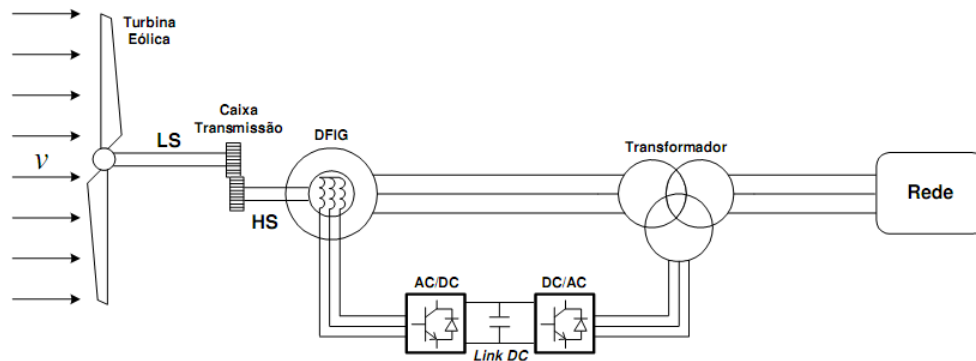 Turbina
Eólica
Caixa
Transmissão
DFIG
Transformador
LS
v
HS
Rede
AC/DC
DC/AC
Link DC